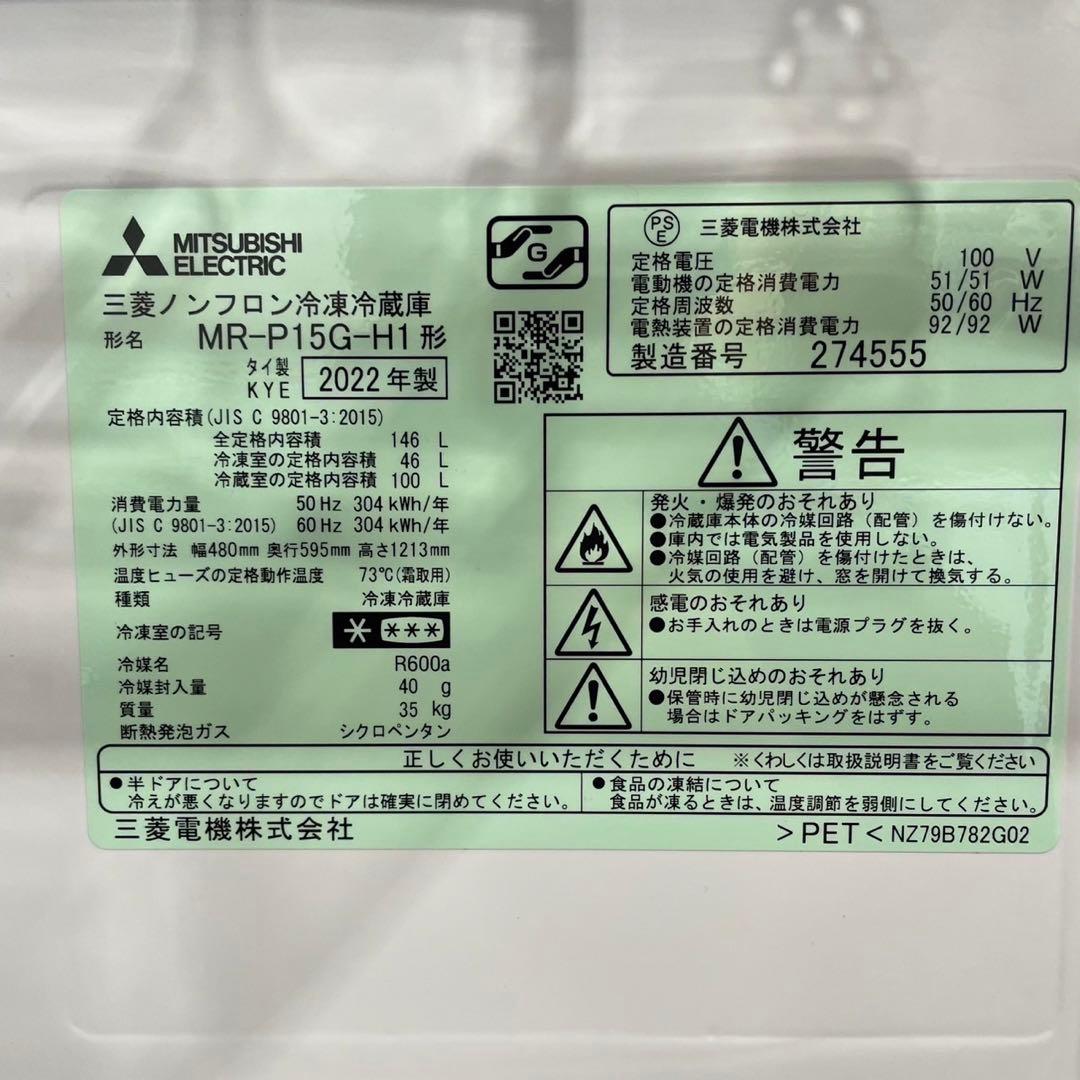 MITSUBISHI
ELECTRIC
三菱ノンフロン冷凍冷蔵庫
形名 MR-P15G-H1形
タイ製
KYE 2022年製
定格内容積(JIS C 9801-3:2015)
全定格内容積 146 L
冷凍室の定格内容積 46 L
冷蔵室の定格内容積 100 L
消費電力量 50Hz 304kWh/年
(JIS C 9801-3:2015) 60Hz 304kWh/年
外形寸法 幅480mm 奥行595mm 高さ1213mm
温度ヒューズの定格動作温度 73℃(霜取用)
種類 冷凍冷蔵庫
冷凍室の記号 * ***
冷媒名 R600a
冷媒封入量 40 g
質量 35 kg
断熱発泡ガス シクロペンタン
G
PS
E
三菱電機株式会社
定格電圧 100 V
電動機の定格消費電力 51/51 W
定格周波数 50/60 Hz
電熱装置の定格消費電力 92/92 W
製造番号 274555
警告
発火・爆発のおそれあり
●冷蔵庫本体の冷媒回路(配管)を傷付けない。
●庫内では電気製品を使用しない。
●冷媒回路(配管)を傷付けたときは、
火気の使用を避け、窓を開けて換気する。
感電のおそれあり
●お手入れのときは電源プラグを抜く。
幼児閉じ込めのおそれあり
●保管時に幼児閉じ込めが懸念される
場合はドアパッキングをはずす。
正しくお使いいただくために ※くわしくは取扱説明書をご覧ください
●半ドアについて
冷えが悪くなりますのでドアは確実に閉めてください。
●食品の凍結について
食品が凍るときは、温度調節を弱側にしてください。
三菱電機株式会社
>PET< NZ79B782G02